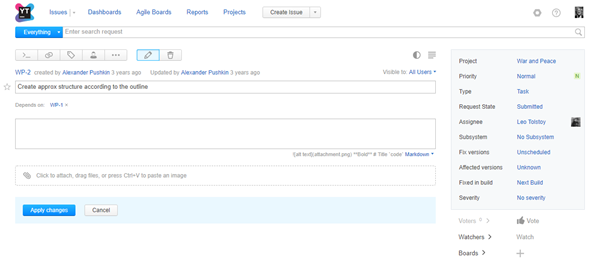 YT
Issues
Dashboards
Agile Boards
Reports
Projects
Create Issue
Everything
Enter search request
WP-2 created by Alexander Pushkin 3 years ago Updated by Alexander Pushkin 3 years ago
Visible to All Users
Create approx structure according to the outline
Depends on: WP-1 ×
![alt text](attachment.png) **Bold** # Title `code` Markdown
Click to attach, drag files, or press Ctrl+V to paste an image
Apply changes
Cancel
Project War and Peace
Priority Normal N
Type Task
Request State Submitted
Assignee Leo Tolstoy
Subsystem No Subsystem
Fix versions Unscheduled
Affected versions Unknown
Fixed in build Next Build
Severity No severity
Voters 0 Vote
Watchers Watch
Boards